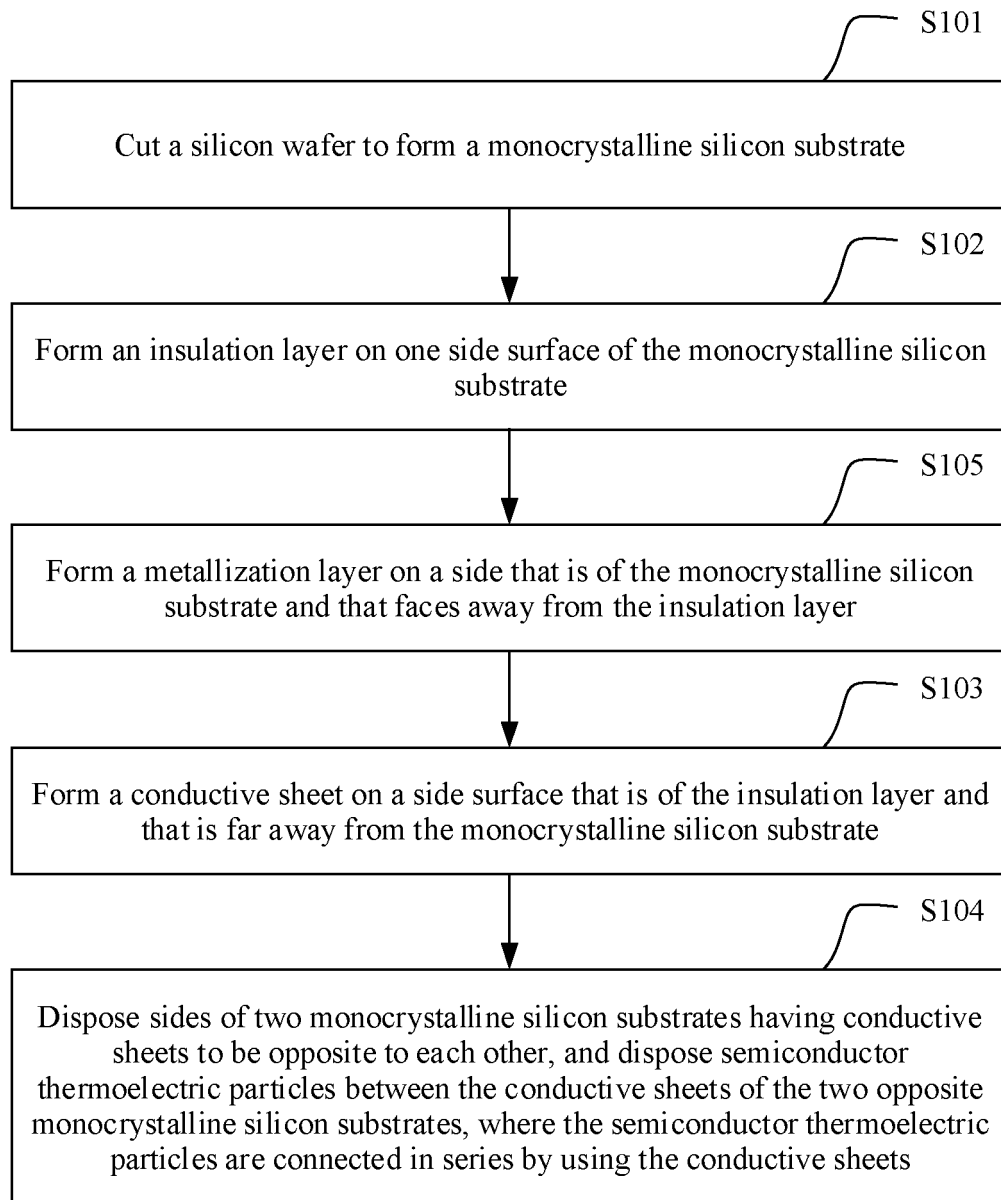 S101
Cut a silicon wafer to form a monocrystalline silicon substrate
S102
Form an insulation layer on one side surface of the monocrystalline silicon
substrate
S105
Form a metallization layer on a side that is of the monocrystalline silicon
substrate and that faces away from the insulation layer
S103
Form a conductive sheet on a side surface that is of the insulation layer and
that is far away from the monocrystalline silicon substrate
S104
Dispose sides of two monocrystalline silicon substrates having conductive
sheets to be opposite to each other, and dispose semiconductor
thermoelectric particles between the conductive sheets of the two opposite
monocrystalline silicon substrates, where the semiconductor thermoelectric
particles are connected in series by using the conductive sheets